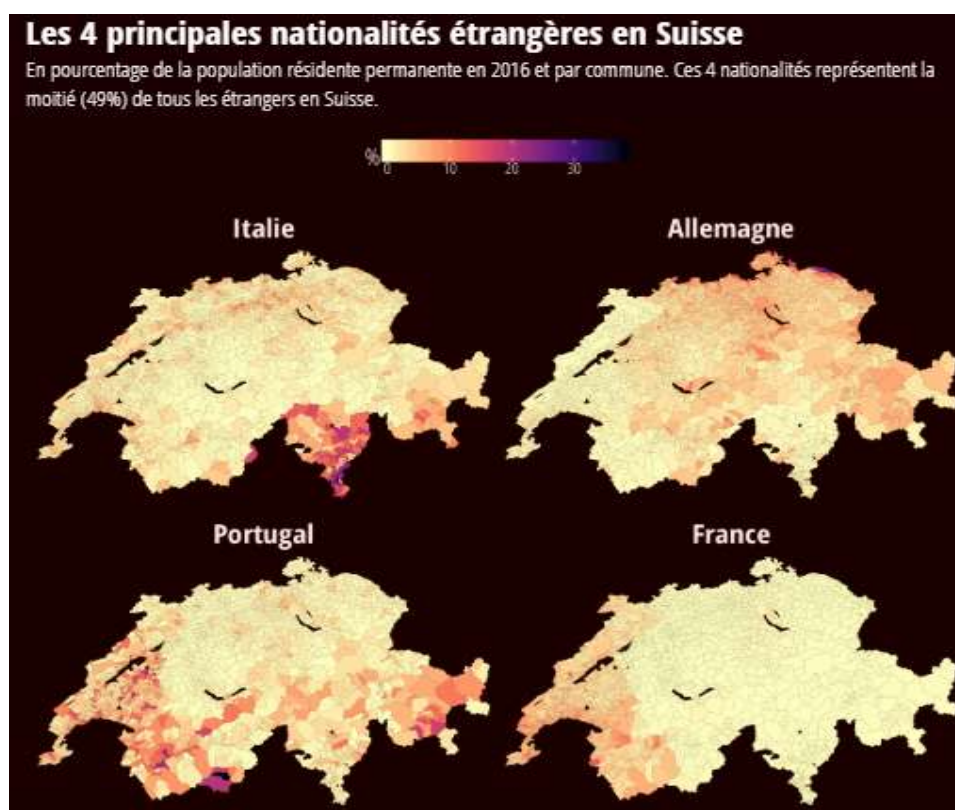 Les 4 principales nationalités étrangères en Suisse
En pourcentage de la population résidente permanente en 2016 et par commune. Ces 4 nationalités représentent la
moitié (49%) de tous les étrangers en Suisse.
%
0 10 20 30
Italie Allemagne
Portugal France